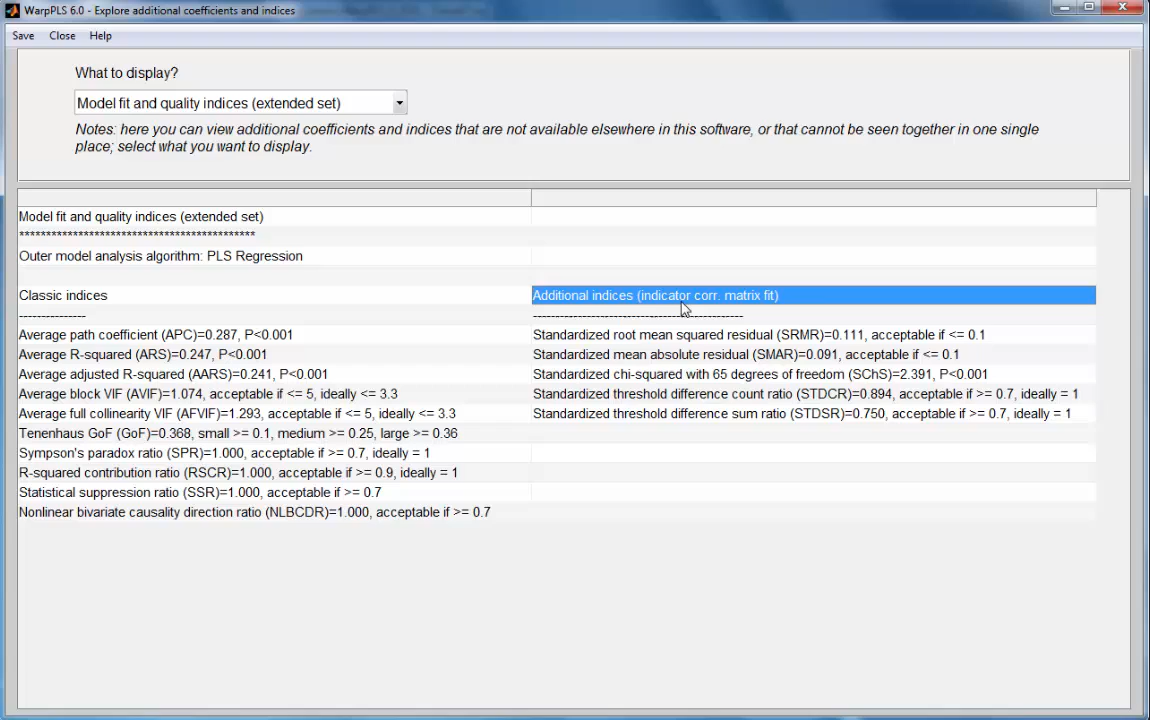 WarpPLS 6.0 - Explore additional coefficients and indices
Save Close Help
What to display?
Model fit and quality indices (extended set)
Notes: here you can view additional coefficients and indices that are not available elsewhere in this software, or that cannot be seen together in one single
place; select what you want to display.
Model fit and quality indices (extended set)
********************************************
Outer model analysis algorithm: PLS Regression
Classic indices
---------------
Average path coefficient (APC)=0.287, P<0.001
Average R-squared (ARS)=0.247, P<0.001
Average adjusted R-squared (AARS)=0.241, P<0.001
Average block VIF (AVIF)=1.074, acceptable if <= 5, ideally <= 3.3
Average full collinearity VIF (AFVIF)=1.293, acceptable if <= 5, ideally <= 3.3
Tenenhaus GoF (GoF)=0.368, small >= 0.1, medium >= 0.25, large >= 0.36
Sympson's paradox ratio (SPR)=1.000, acceptable if >= 0.7, ideally = 1
R-squared contribution ratio (RSCR)=1.000, acceptable if >= 0.9, ideally = 1
Statistical suppression ratio (SSR)=1.000, acceptable if >= 0.7
Nonlinear bivariate causality direction ratio (NLBCDR)=1.000, acceptable if >= 0.7
Additional indices (indicator corr. matrix fit)
-----------------------------------------------
Standardized root mean squared residual (SRMR)=0.111, acceptable if <= 0.1
Standardized mean absolute residual (SMAR)=0.091, acceptable if <= 0.1
Standardized chi-squared with 65 degrees of freedom (SChS)=2.391, P<0.001
Standardized threshold difference count ratio (STDCR)=0.894, acceptable if >= 0.7, ideally = 1
Standardized threshold difference sum ratio (STDSR)=0.750, acceptable if >= 0.7, ideally = 1